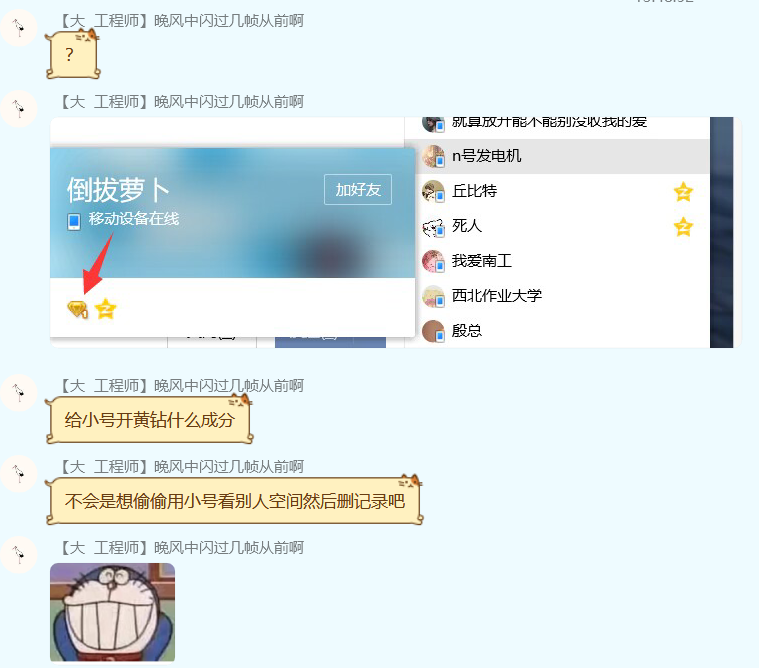 【大 工程师】晚风中闪过几帧从前啊
?
【大 工程师】晚风中闪过几帧从前啊
就算放开能不能别没收我的爱
倒拔萝卜
加好友
移动设备在线
n号发电机
丘比特
死人
我爱南工
西北作业大学
殷总
【大 工程师】晚风中闪过几帧从前啊
给小号开黄钻什么成分
【大 工程师】晚风中闪过几帧从前啊
不会是想偷偷用小号看别人空间然后删记录吧
【大 工程师】晚风中闪过几帧从前啊